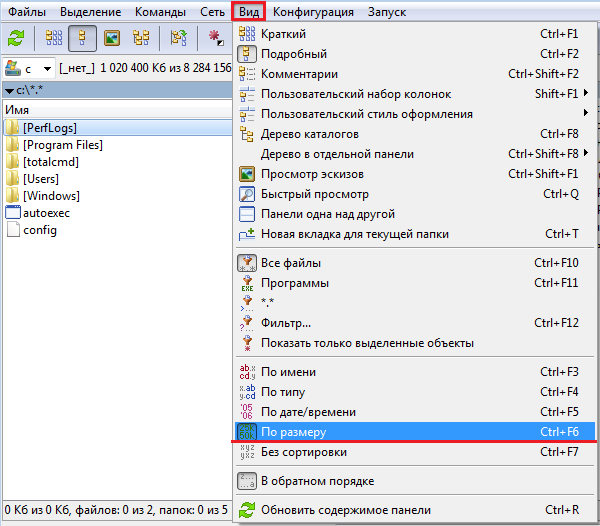 Файлы Выделение Команды Сеть Вид Конфигурация Запуск
c [_нет_] 1 020 400 Кб из 8 284 156
c:\*.*
Имя
[PerfLogs]
[Program Files]
[totalcmd]
[Users]
[Windows]
autoexec
config
0 Кб из 0 Кб, файлов: 0 из 2, папок: 0 из 5
Краткий Ctrl+F1
Подробный Ctrl+F2
Комментарии Ctrl+Shift+F2
Пользовательский набор колонок Shift+F1
Пользовательский стиль оформления
Дерево каталогов Ctrl+F8
Дерево в отдельной панели Ctrl+Shift+F8
Просмотр эскизов Ctrl+Shift+F1
Быстрый просмотр Ctrl+Q
Панели одна над другой
Новая вкладка для текущей папки Ctrl+T
Все файлы Ctrl+F10
Программы Ctrl+F11
*.*
Фильтр... Ctrl+F12
Показать только выделенные объекты
По имени Ctrl+F3
По типу Ctrl+F4
По дате/времени Ctrl+F5
По размеру Ctrl+F6
Без сортировки Ctrl+F7
В обратном порядке
Обновить содержимое панели Ctrl+R